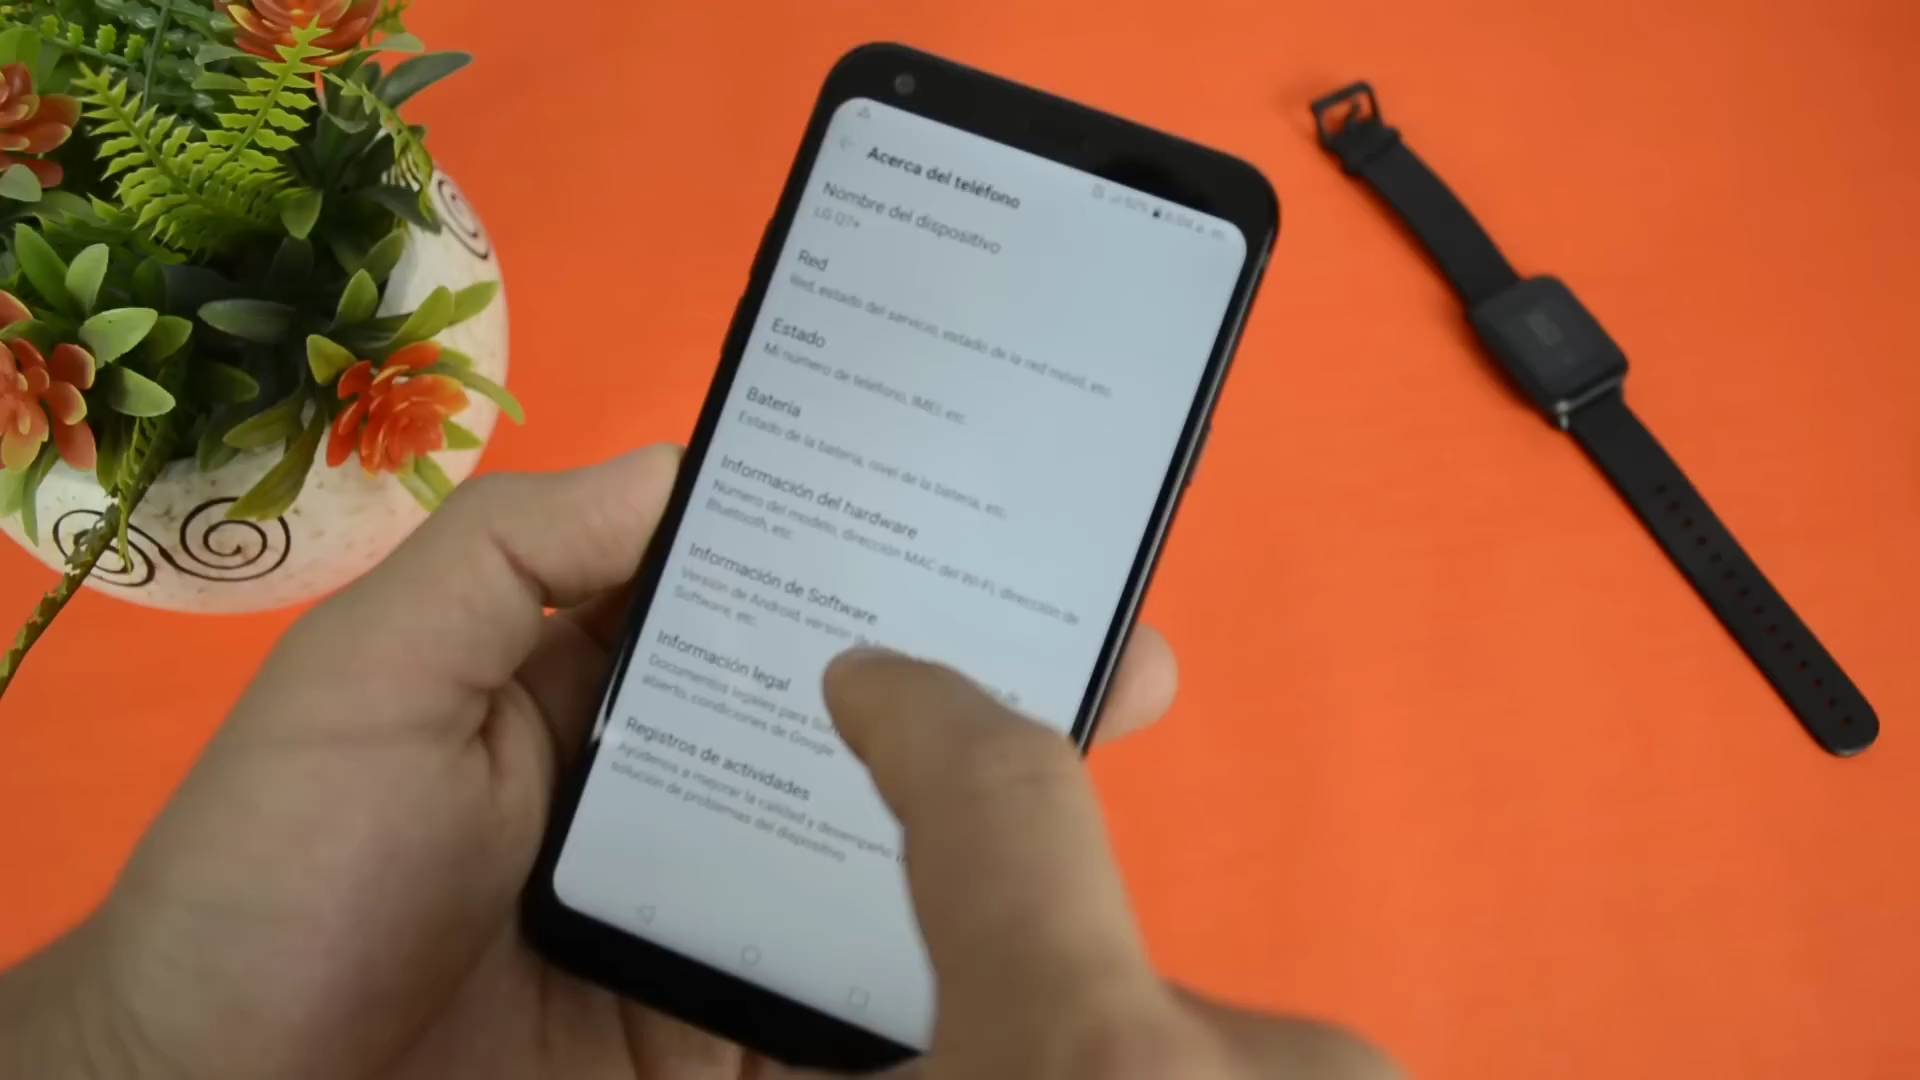 Acerca del teléfono
Nombre del dispositivo
LG Q7+
Red
Red, estado del servicio, estado de la red móvil, etc.
Estado
Mi número de teléfono, IMEI, etc.
Batería
Estado de la batería, nivel de la batería, etc.
Información del hardware
Número del modelo, dirección MAC del Wi-Fi, dirección de
Bluetooth, etc.
Información de Software
Versión de Android, versión de
Software, etc.
Información legal
Documentos legales para
abierto, condiciones de Google
Registros de actividades
Ayúdenos a mejorar la calidad y desempeño
solución de problemas del dispositivo